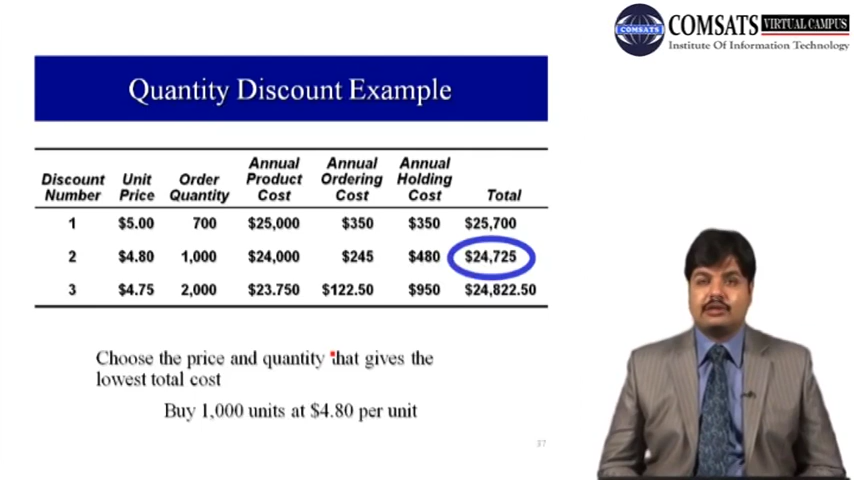 COMSATS VIRTUAL CAMPUS
COMSATS
Institute Of Information Technology
Quantity Discount Example
Discount Number Unit Price Order Quantity Annual Product Cost Annual Ordering Cost Annual Holding Cost Total
1 $5.00 700 $25,000 $350 $350 $25,700
2 $4.80 1,000 $24,000 $245 $480 $24,725
3 $4.75 2,000 $23.750 $122.50 $950 $24,822.50
Choose the price and quantity that gives the
lowest total cost
Buy 1,000 units at $4.80 per unit
37